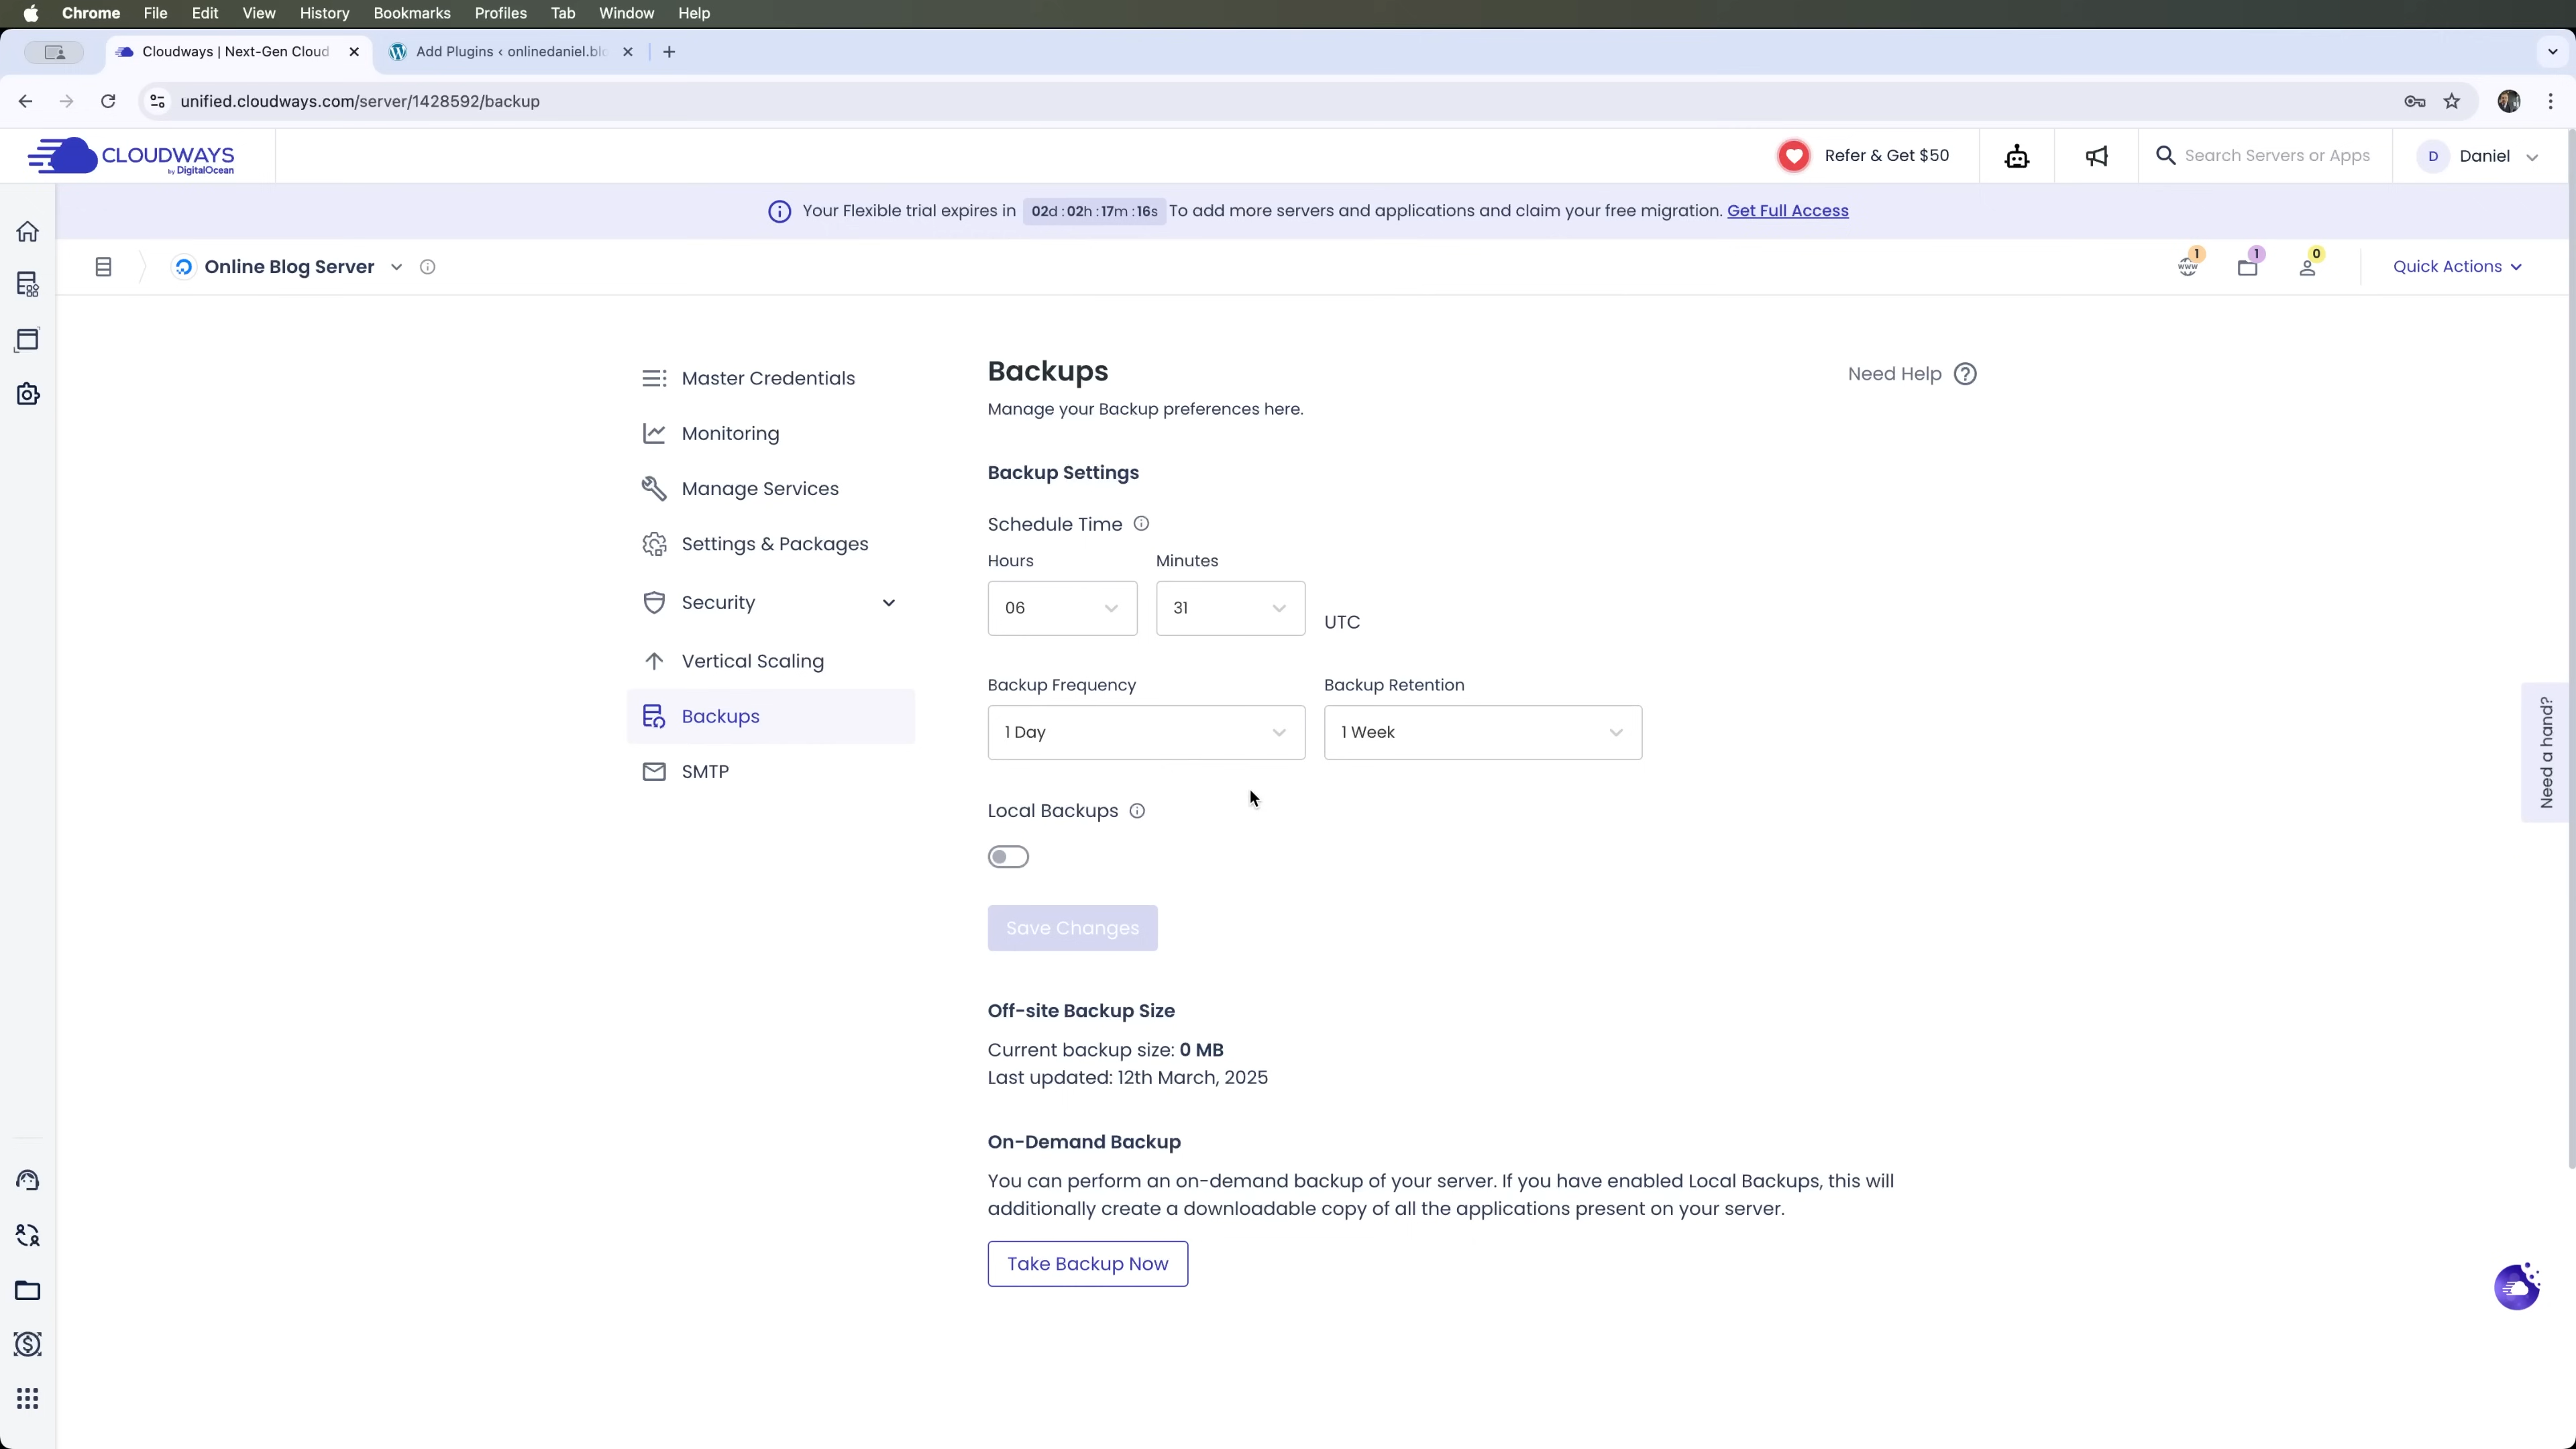 Chrome File Edit View History Bookmarks Profiles Tab Window Help
Cloudways | Next-Gen Cloud
Add Plugins ‹ onlinedaniel.blo
unified.cloudways.com/server/1428592/backup
CLOUDWAYS
by DigitalOcean
Refer & Get $50
Search Servers or Apps
D Daniel
Your Flexible trial expires in 02d : 02h : 17m : 16s To add more servers and applications and claim your free migration. Get Full Access
Online Blog Server
www 1
1
0
Quick Actions
Master Credentials
Monitoring
Manage Services
Settings & Packages
Security
Vertical Scaling
Backups
SMTP
Backups
Need Help
Manage your Backup preferences here.
Backup Settings
Schedule Time
Hours Minutes
06 31 UTC
Backup Frequency Backup Retention
1 Day 1 Week
Local Backups
Save Changes
Off-site Backup Size
Current backup size: 0 MB
Last updated: 12th March, 2025
On-Demand Backup
You can perform an on-demand backup of your server. If you have enabled Local Backups, this will
additionally create a downloadable copy of all the applications present on your server.
Take Backup Now
Need a hand?